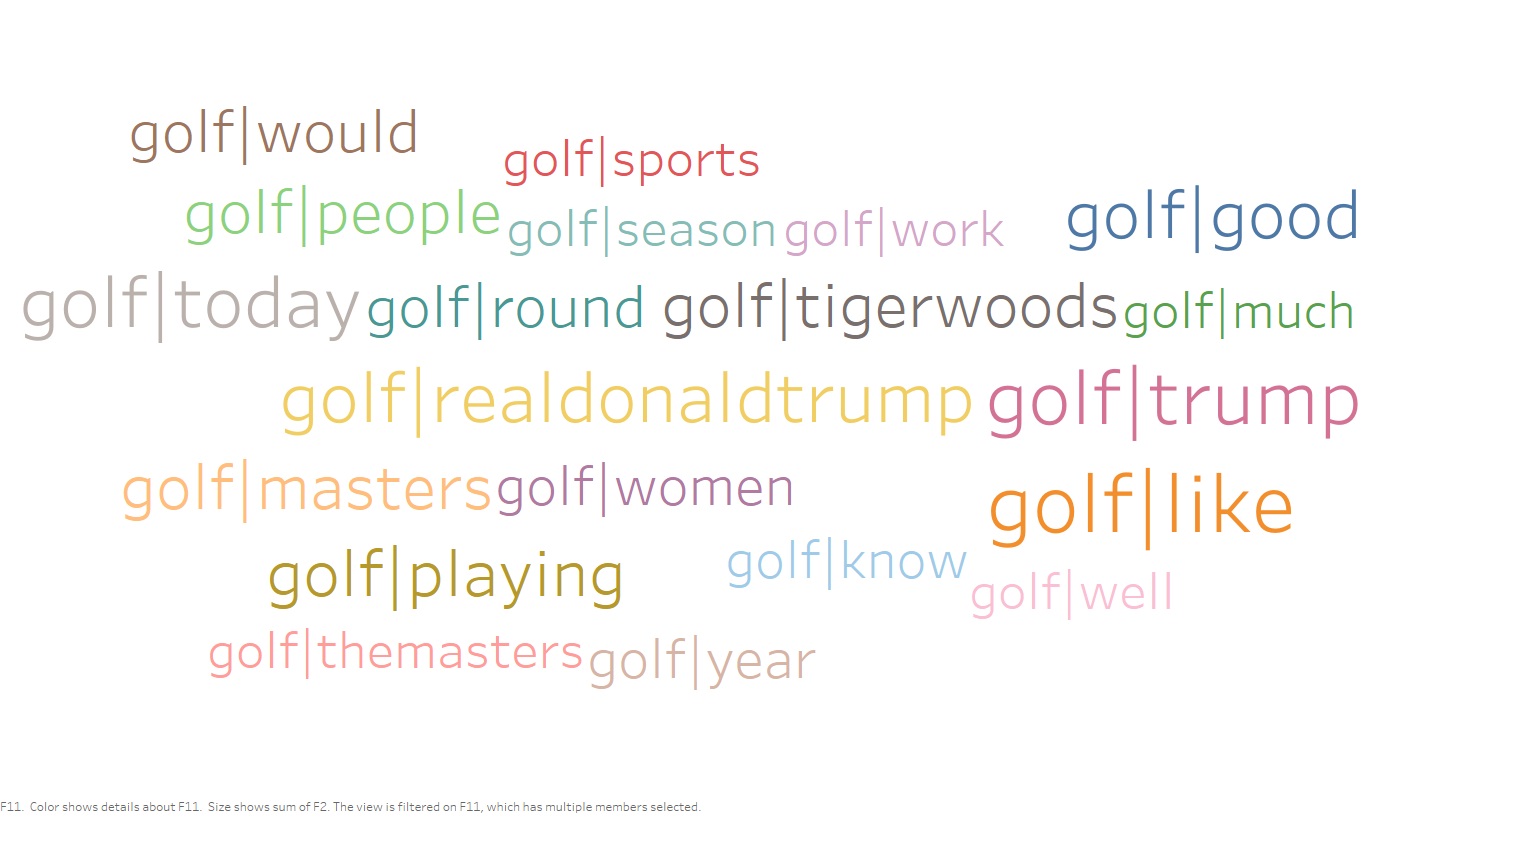 golf|would
golf|sports
golf|people golf|season golf|work golf|good
golf|today golf|round golf|tigerwoods golf|much
golf|realdonaldtrump golf|trump
golf|masters golf|women golf|like
golf|playing golf|know golf|well
golf|themasters golf|year
F11. Color shows details about F11. Size shows sum of F2. The view is filtered on F11, which has multiple members selected.